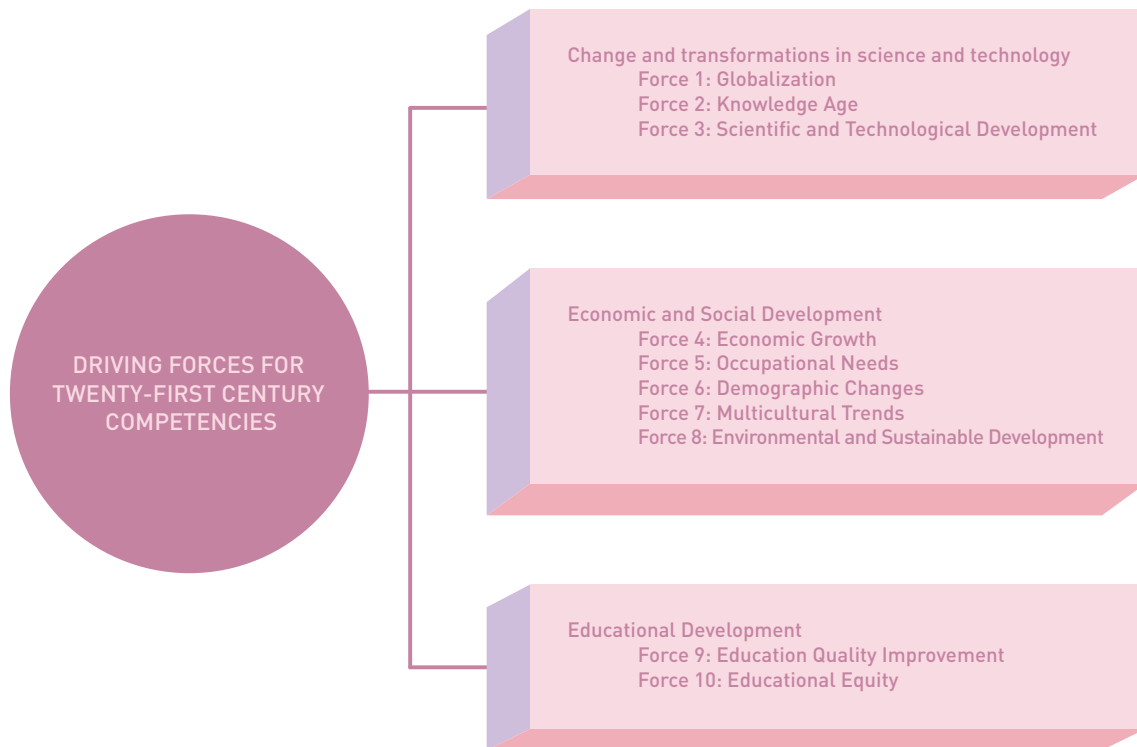 Change and transformations in science and technology
Force 1: Globalization
Force 2: Knowledge Age
Force 3: Scientific and Technological Development
DRIVING FORCES FOR
TWENTY-FIRST CENTURY
COMPETENCIES
Economic and Social Development
Force 4: Economic Growth
Force 5: Occupational Needs
Force 6: Demographic Changes
Force 7: Multicultural Trends
Force 8: Environmental and Sustainable Development
Educational Development
Force 9: Education Quality Improvement
Force 10: Educational Equity